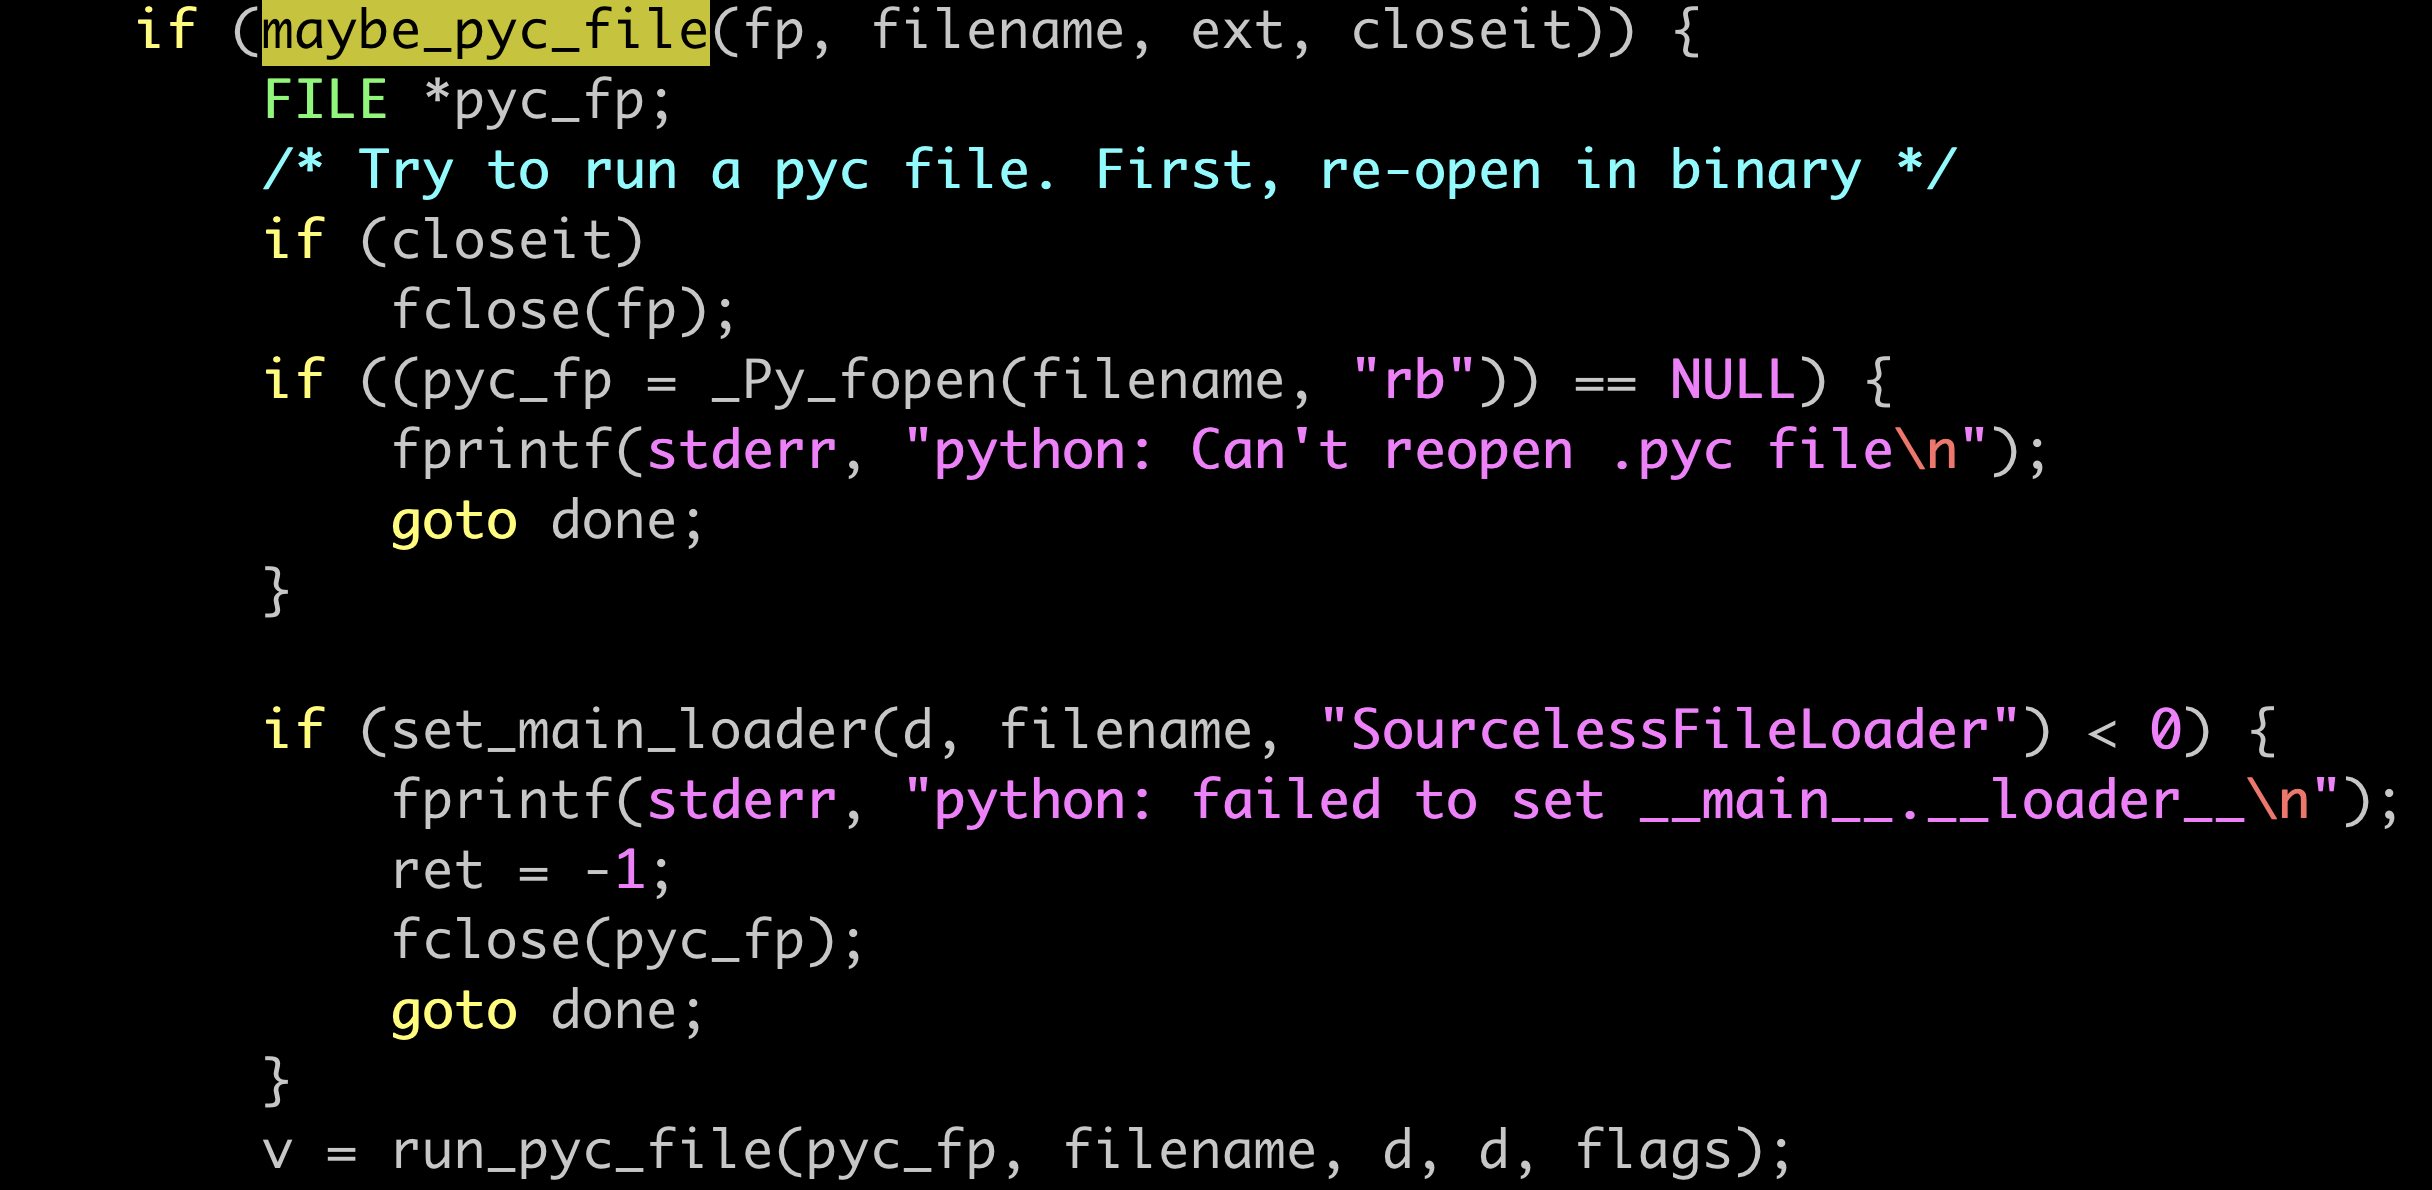 if (maybe_pyc_file(fp, filename, ext, closeit)) {
    FILE *pyc_fp;
    /* Try to run a pyc file. First, re-open in binary */
    if (closeit)
        fclose(fp);
    if ((pyc_fp = _Py_fopen(filename, "rb")) == NULL) {
        fprintf(stderr, "python: Can't reopen .pyc file\n");
        goto done;
    }

    if (set_main_loader(d, filename, "SourcelessFileLoader") < 0) {
        fprintf(stderr, "python: failed to set __main__.__loader__\n");
        ret = -1;
        fclose(pyc_fp);
        goto done;
    }
    v = run_pyc_file(pyc_fp, filename, d, d, flags);